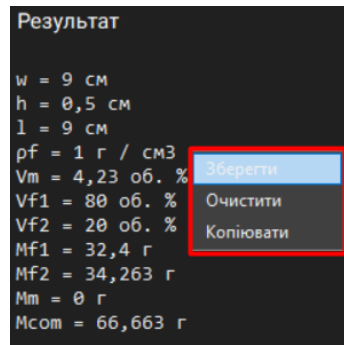 Результат
w = 9 см
h = 0,5 см
l = 9 см
ρf = 1 г / см3
Vm = 4,23 об. %
Vf1 = 80 об. %
Vf2 = 20 об. %
Mf1 = 32,4 г
Mf2 = 34,263 г
Mm = 0 г
Mcom = 66,663 г
Зберегти
Очистити
Копіювати